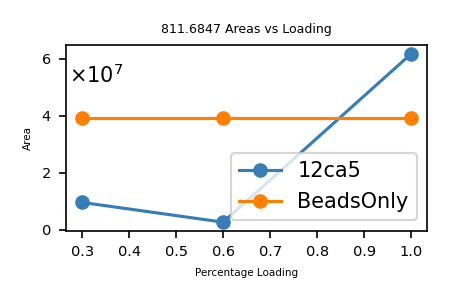 811.6847 Areas vs Loading
×10⁷
6
4
2
0
Area
12ca5
BeadsOnly
0.3 0.4 0.5 0.6 0.7 0.8 0.9 1.0
Percentage Loading